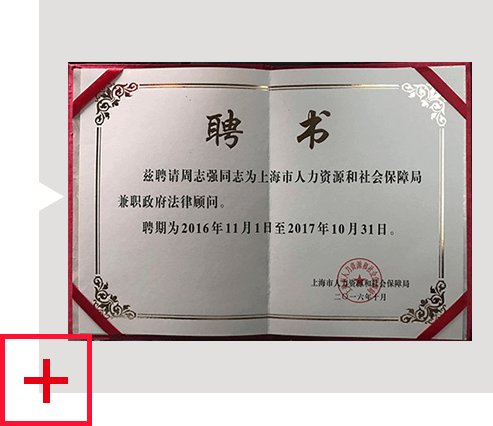 聘 书
兹聘请周志强同志为上海市人力资源和社会保障局
兼职政府法律顾问。
聘期为2016年11月1日至2017年10月31日。
上海市人力资源和社会保障局
二〇一六年十月